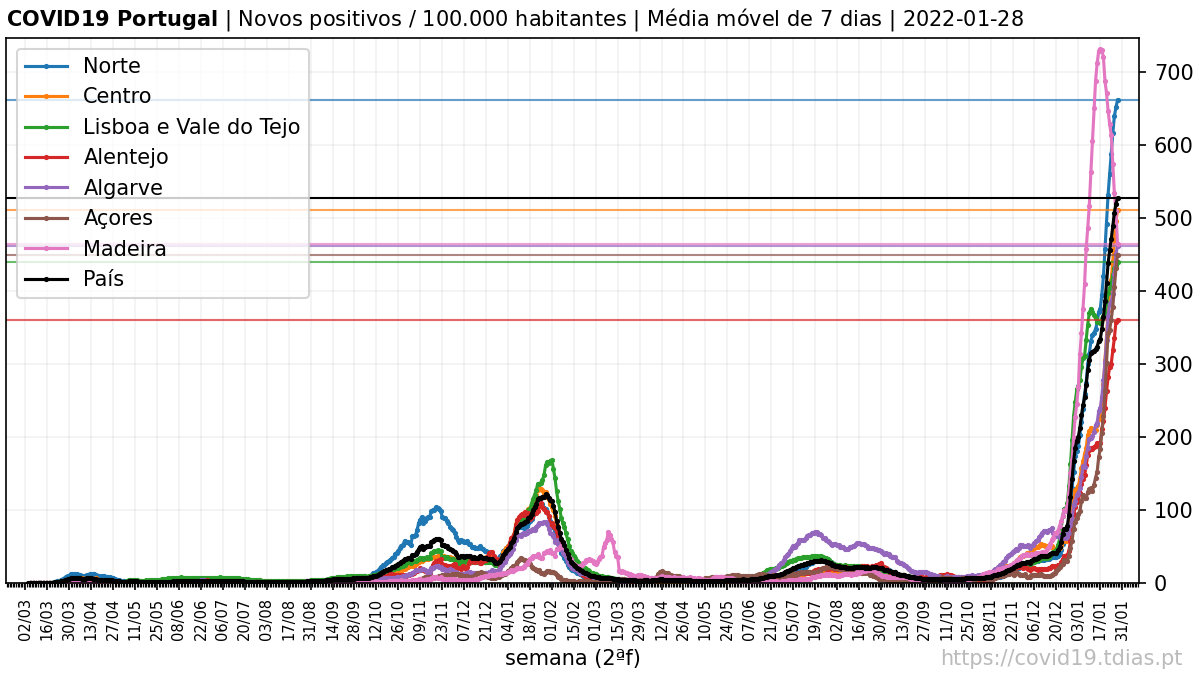 COVID19 Portugal | Novos positivos / 100.000 habitantes | Média móvel de 7 dias | 2022-01-28
Norte
Centro
Lisboa e Vale do Tejo
Alentejo
Algarve
Açores
Madeira
País
700
600
500
400
300
200
100
0
02/03 16/03 30/03 13/04 27/04 11/05 25/05 08/06 22/06 06/07 20/07 03/08 17/08 31/08 14/09 28/09 12/10 26/10 09/11 23/11 07/12 21/12 04/01 18/01 01/02 15/02 01/03 15/03 29/03 12/04 26/04 10/05 24/05 07/06 21/06 05/07 19/07 02/08 16/08 30/08 13/09 27/09 11/10 25/10 08/11 22/11 06/12 20/12 03/01 17/01 31/01
semana (2ªf)
https://covid19.tdias.pt